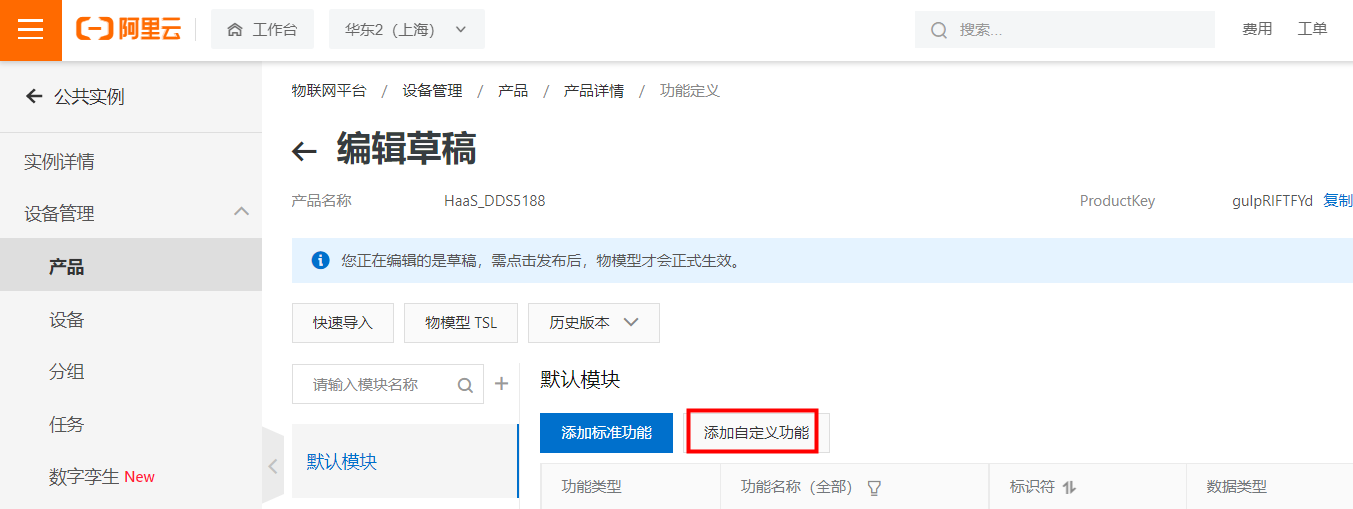 阿里云 工作台 华东2（上海） 搜索... 费用 工单
公共实例
实例详情
设备管理
产品
设备
分组
任务
数字孪生 New
物联网平台 / 设备管理 / 产品 / 产品详情 / 功能定义
编辑草稿
产品名称 HaaS_DDS5188 ProductKey gulpRIFTFYd 复制
您正在编辑的是草稿，需点击发布后，物模型才会正式生效。
快速导入 物模型 TSL 历史版本
请输入模块名称
默认模块
默认模块
添加标准功能 添加自定义功能
功能类型 功能名称（全部） 标识符 数据类型